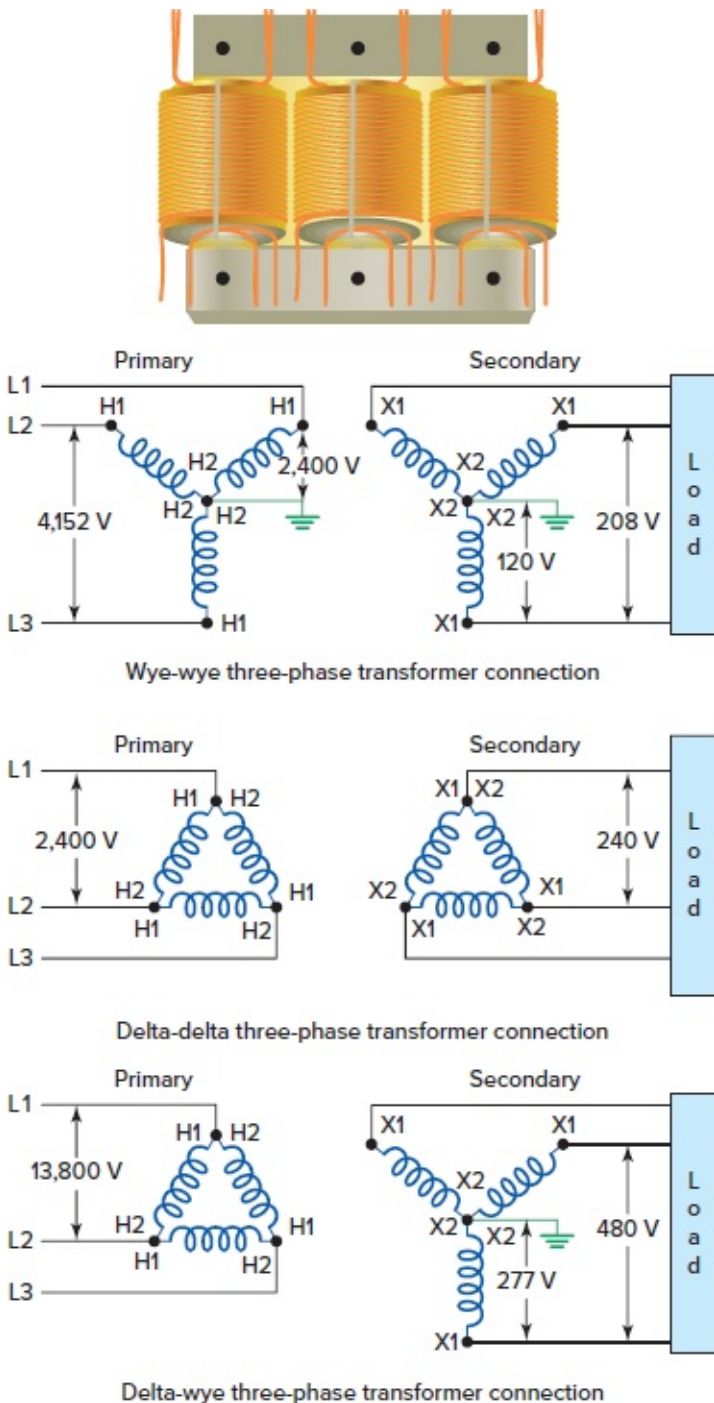 Primary
Secondary
L1
L2
L3
H1
H1
H2
H2
H2
H1
2,400 V
4,152 V
X1
X1
X2
X2
X2
X1
120 V
208 V
Load
Wye-wye three-phase transformer connection
Primary
Secondary
L1
L2
L3
2,400 V
H1
H2
H2
H1
H1
H2
X1
X2
X2
X1
X1
X2
240 V
Load
Delta-delta three-phase transformer connection
Primary
Secondary
L1
L2
L3
13,800 V
H1
H2
H2
H1
H1
H2
X1
X1
X2
X2
X2
X1
277 V
480 V
Load
Delta-wye three-phase transformer connection